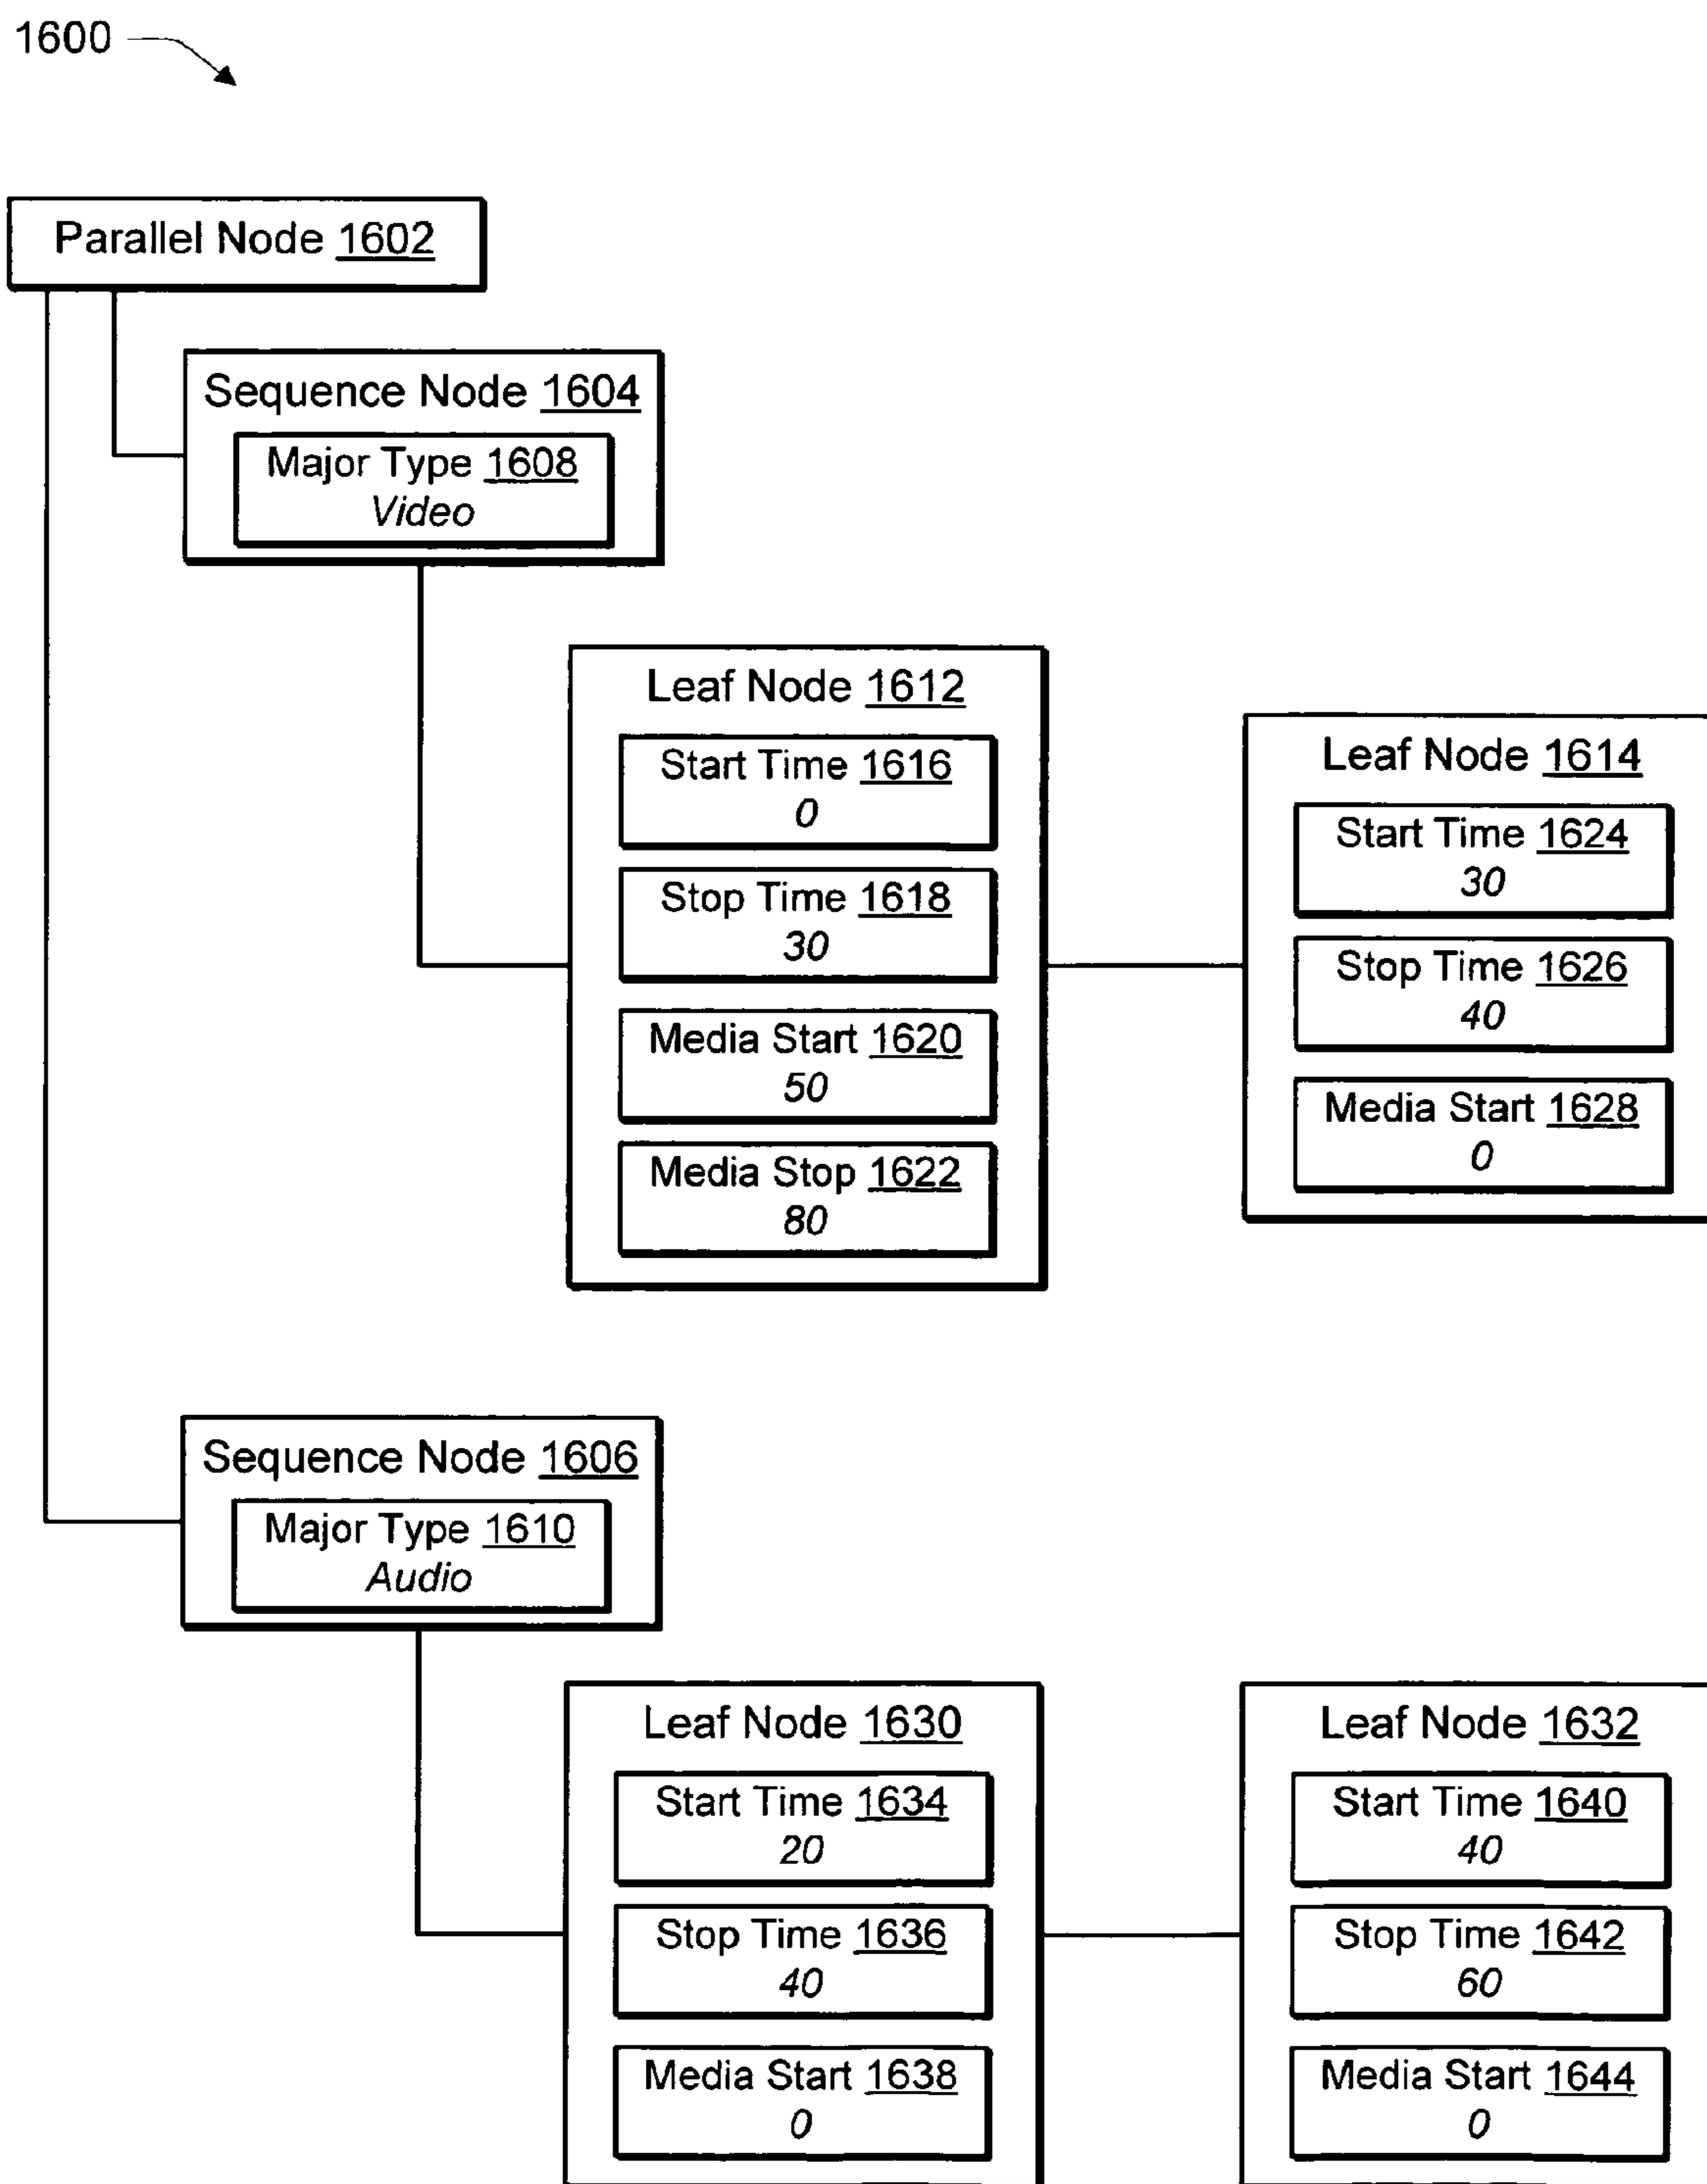 1600
Parallel Node 1602
Sequence Node 1604
Major Type 1608
Video
Leaf Node 1612
Start Time 1616
0
Stop Time 1618
30
Media Start 1620
50
Media Stop 1622
80
Leaf Node 1614
Start Time 1624
30
Stop Time 1626
40
Media Start 1628
0
Sequence Node 1606
Major Type 1610
Audio
Leaf Node 1630
Start Time 1634
20
Stop Time 1636
40
Media Start 1638
0
Leaf Node 1632
Start Time 1640
40
Stop Time 1642
60
Media Start 1644
0